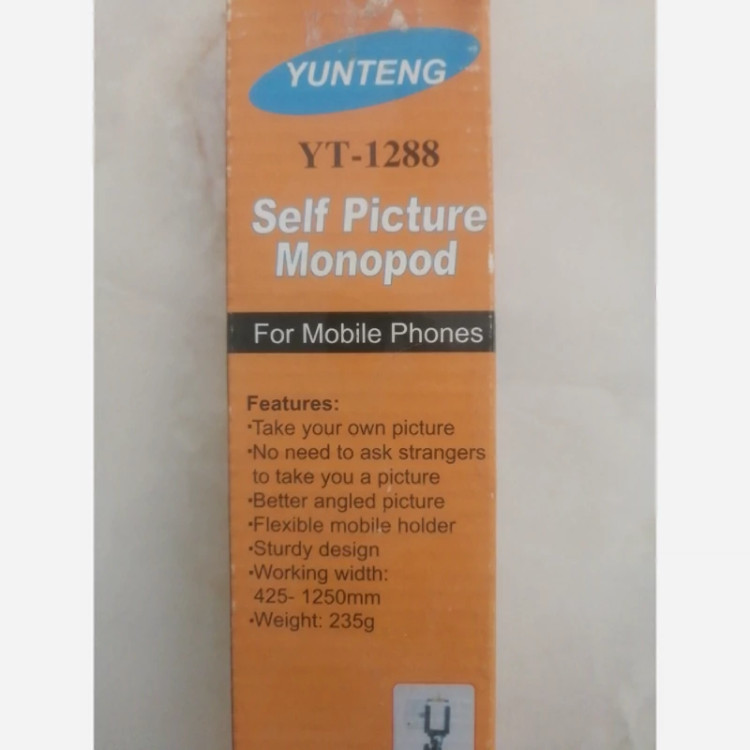 YUNTENG
YT-1288
Self Picture
Monopod
For Mobile Phones
Features:
·Take your own picture
·No need to ask strangers
to take you a picture
·Better angled picture
·Flexible mobile holder
·Sturdy design
·Working width:
425- 1250mm
·Weight: 235g